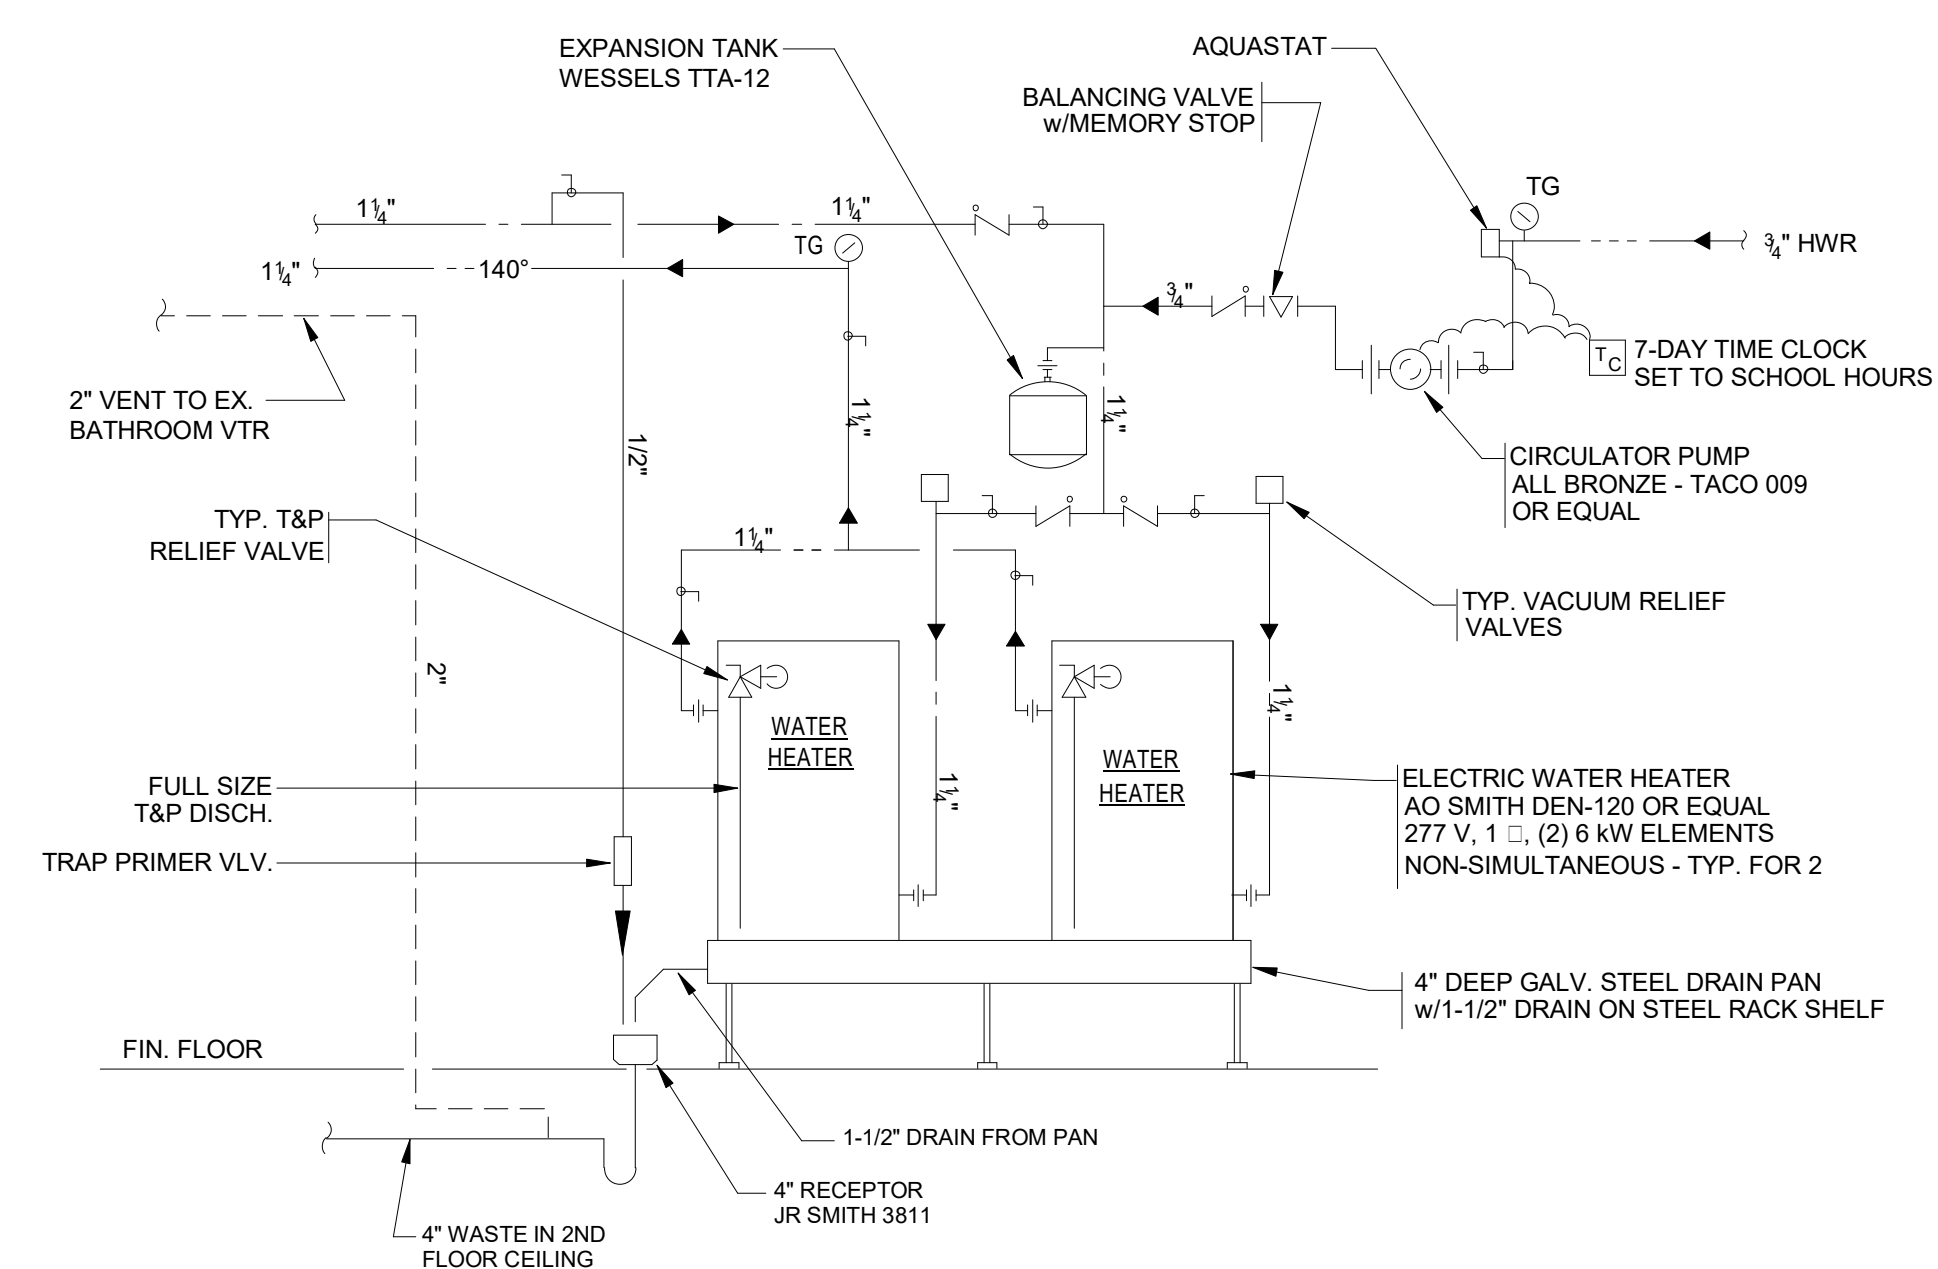 EXPANSION TANK
WESSELS TTA-12
AQUASTAT
BALANCING VALVE
w/MEMORY STOP
TG
1¼"
1¼"
TG
¾" HWR
1¼"
140°
¾"
7-DAY TIME CLOCK
SET TO SCHOOL HOURS
TC
2" VENT TO EX.
BATHROOM VTR
1¼"
1¼"
1/2"
CIRCULATOR PUMP
ALL BRONZE - TACO 009
OR EQUAL
TYP. T&P
RELIEF VALVE
1¼"
TYP. VACUUM RELIEF
VALVES
2"
1¼"
WATER
HEATER
WATER
HEATER
1¼"
FULL SIZE
T&P DISCH.
ELECTRIC WATER HEATER
AO SMITH DEN-120 OR EQUAL
277 V, 1 □, (2) 6 kW ELEMENTS
NON-SIMULTANEOUS - TYP. FOR 2
TRAP PRIMER VLV.
4" DEEP GALV. STEEL DRAIN PAN
w/1-1/2" DRAIN ON STEEL RACK SHELF
FIN. FLOOR
1-1/2" DRAIN FROM PAN
4" RECEPTOR
JR SMITH 3811
4" WASTE IN 2ND
FLOOR CEILING